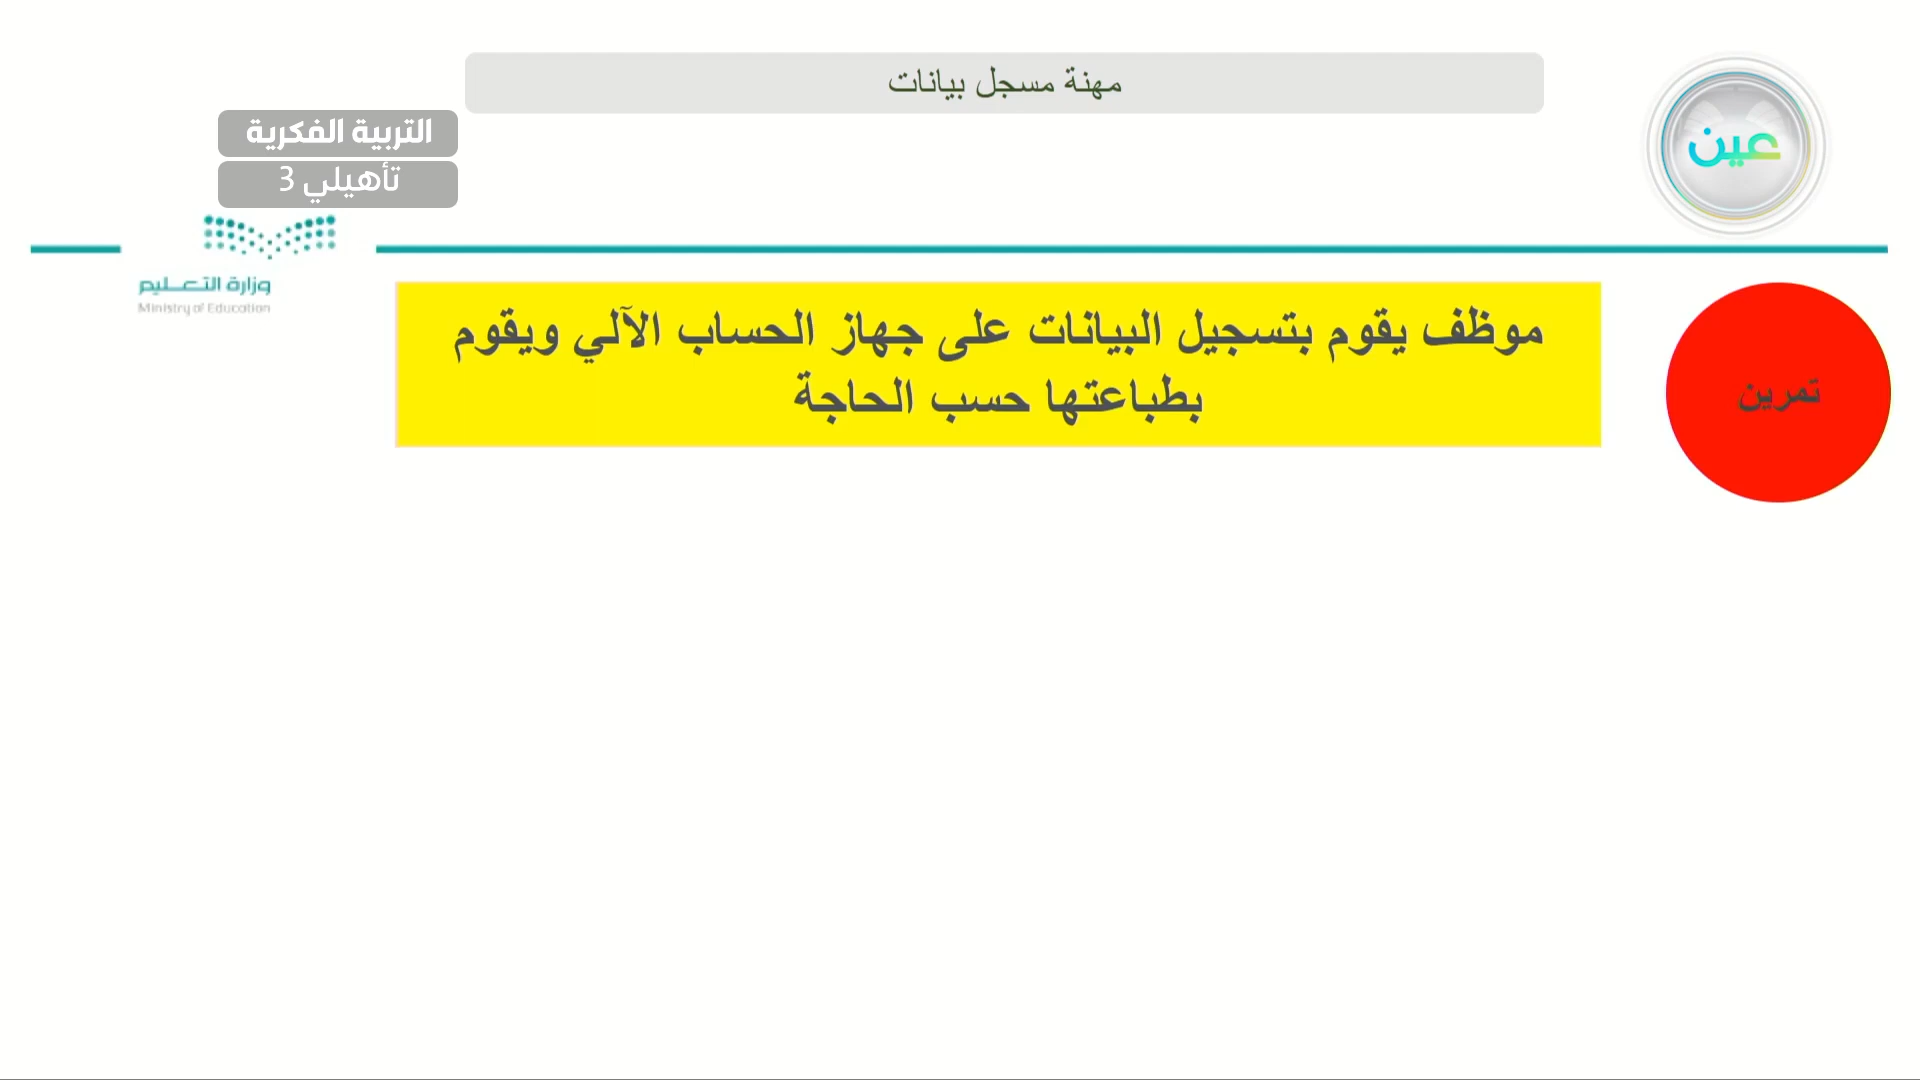 مهنة مسجل بيانات
عين
التربية الفكرية
تأهيلي 3
وزارة التعليم
Ministry of Education
موظف يقوم بتسجيل البيانات على جهاز الحساب الآلي ويقوم
بطباعتها حسب الحاجة
تمرين